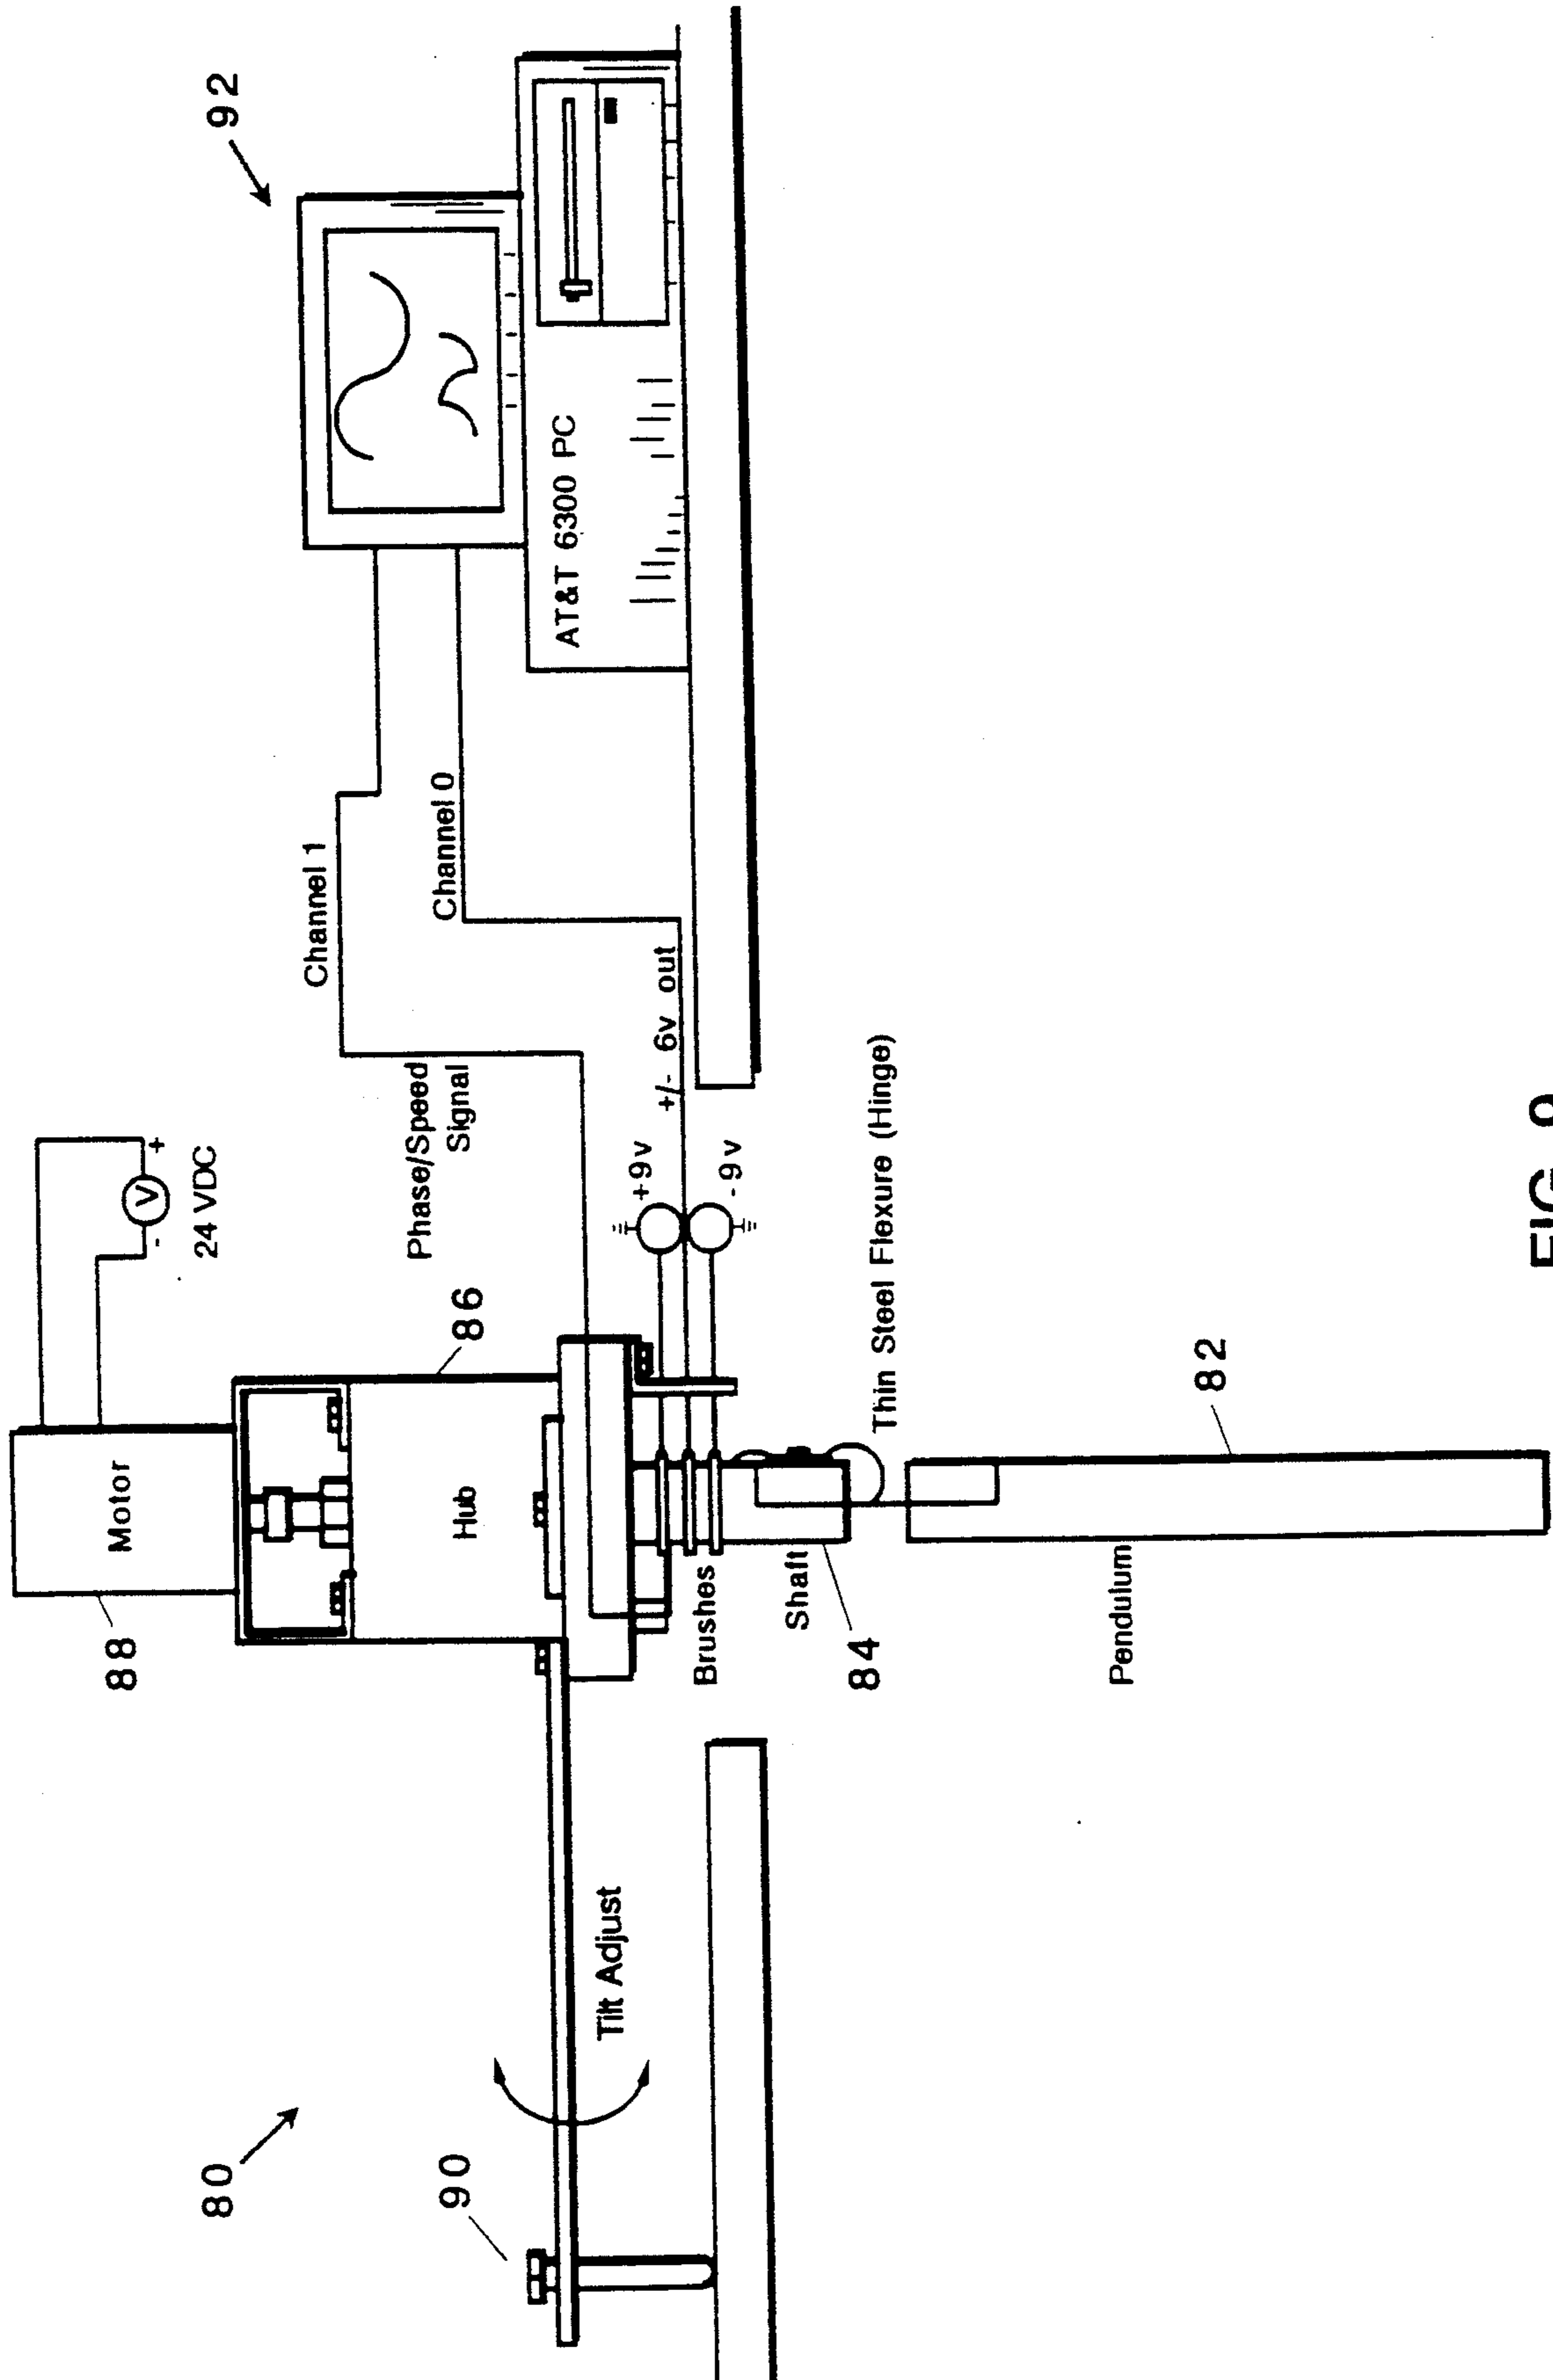 80
90
Tilt Adjust
88
Motor
Hub
86
24 VDC
-
V
+
Phase/Speed
Signal
Channel 1
Channel 0
92
AT&T 6300 PC
+9v
-9v
+/- 6v out
Brushes
Shaft
84
Thin Steel Flexure (Hinge)
Pendulum
82